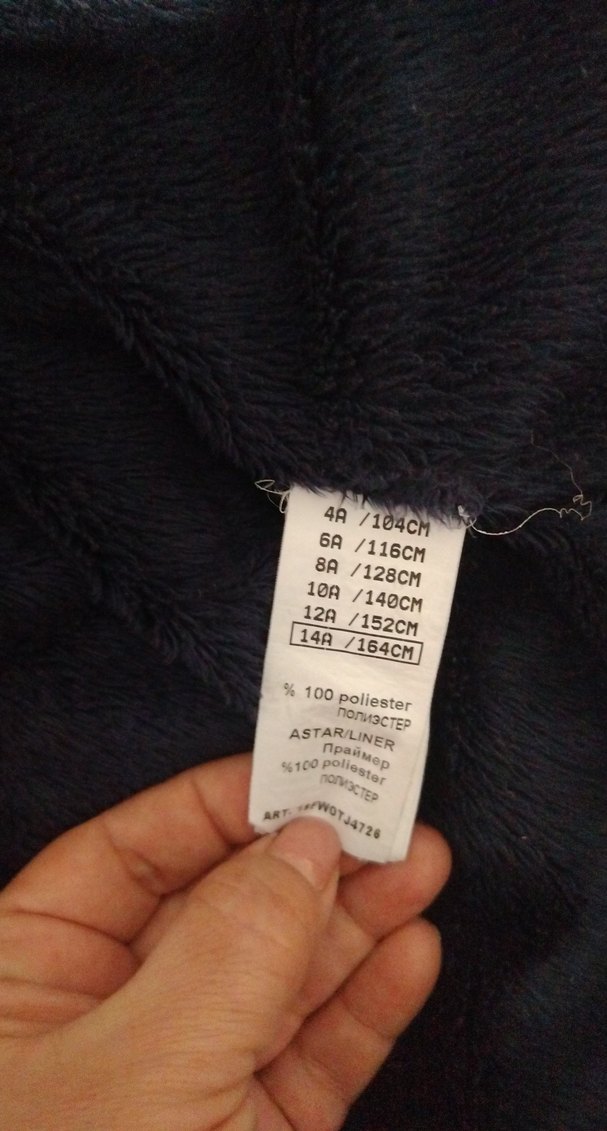 4A /104CM
6A /116CM
8A /128CM
10A /140CM
12A /152CM
14A /164CM
% 100 poliester
ПОЛИЭСТЕР
ASTAR/LINER
Праймер
%100 poliester
ПОЛИЭСТЕР
ART.